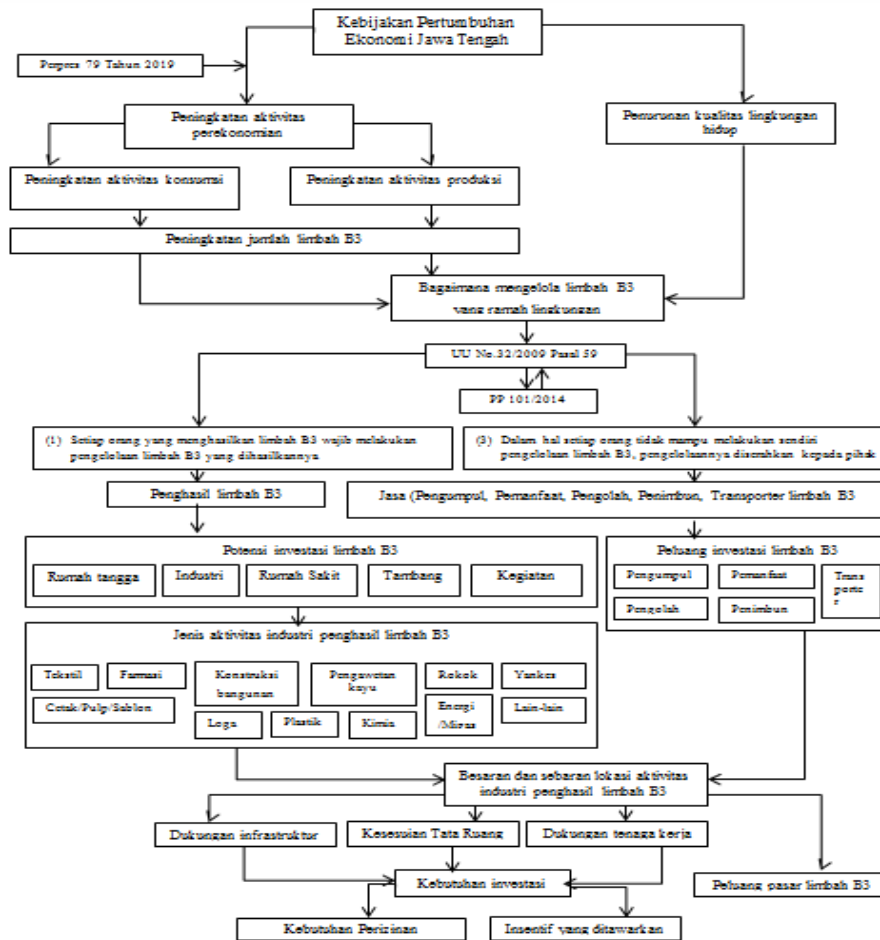 Kebijakan Pertumbuhan
Ekonomi Jawa Tengah
Perpres 79 Tahun 2019
Peningkatan aktivitas
perekonomian
Penurunan kualitas lingkungan
hidup
Peningkatan aktivitas konsumsi
Peningkatan aktivitas produksi
Peningkatan jumlah limbah B3
Bagaimana mengelola limbah B3
yang ramah lingkungan
UU No.32/2009 Pasal 59
PP 101/2014
(1) Setiap orang yang menghasilkan limbah B3 wajib melakukan
pengelolaan limbah B3 yang dihasilkannya
(3) Dalam hal setiap orang tidak mampu melakukan sendiri
pengelolaan limbah B3, pengelolaannya diserahkan kepada pihak
Penghasil limbah B3
Jasa (Pengumpul, Pemanfaat, Pengolah, Penimbun, Transporter limbah B3
Potensi investasi limbah B3
Rumah tangga
Industri
Rumah Sakit
Tambang
Kegiatan
Peluang investasi limbah B3
Pengumpul
Pemanfaat
Trans
porte
r
Pengolah
Penimbun
Jenis aktivitas industri penghasil limbah B3
Tekstil
Farmasi
Konstruksi
bangunan
Pengawetan
kayu
Rokok
Yankes
Cetak/Pulp/Sablon
Loga
Plastik
Kimia
Energi
/Migas
Lain-lain
Besaran dan sebaran lokasi aktivitas
industri penghasil limbah B3
Dukungan infrastruktur
Kesesuaian Tata Ruang
Dukungan tenaga kerja
Kebutuhan investasi
Peluang pasar limbah B3
Kebutuhan Perizinan
Insentif yang ditawarkan